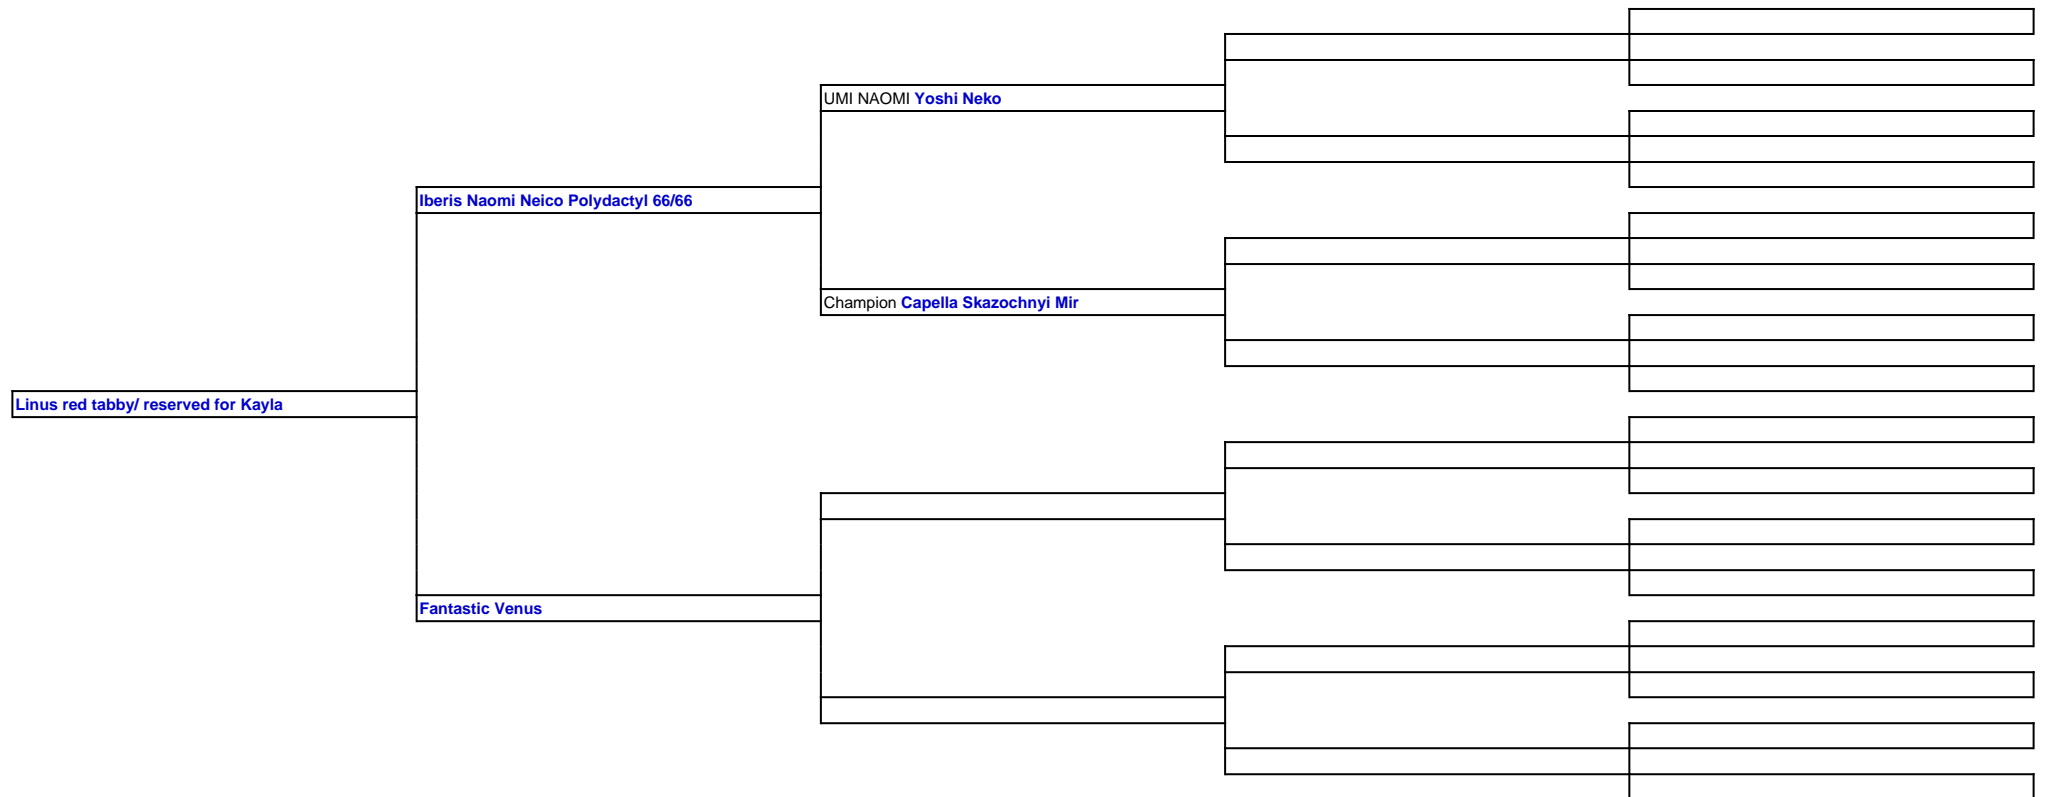 UMI NAOMI Yoshi Neko
Iberis Naomi Neico Polydactyl 66/66
Champion Capella Skazochnyi Mir
Linus red tabby/ reserved for Kayla
Fantastic Venus